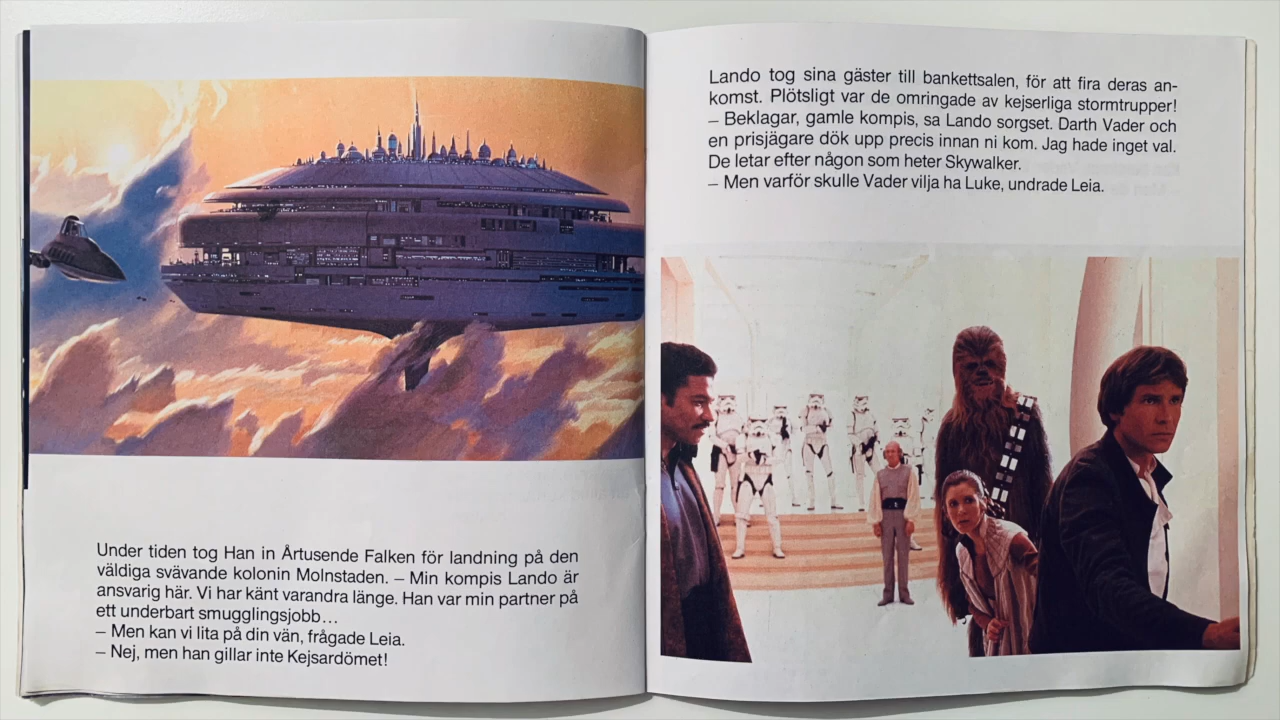 Under tiden tog Han in Årtusende Falken för landning på den
väldiga svävande kolonin Molnstaden. – Min kompis Lando är
ansvarig här. Vi har känt varandra länge. Han var min partner på
ett underbart smugglingsjobb...
– Men kan vi lita på din vän, frågade Leia.
– Nej, men han gillar inte Kejsardömet!
Lando tog sina gäster till bankettsalen, för att fira deras an-
komst. Plötsligt var de omringade av kejserliga stormtrupper!
– Beklagar, gamle kompis, sa Lando sorgset. Darth Vader och
en prisjägare dök upp precis innan ni kom. Jag hade inget val.
De letar efter någon som heter Skywalker.
– Men varför skulle Vader vilja ha Luke, undrade Leia.